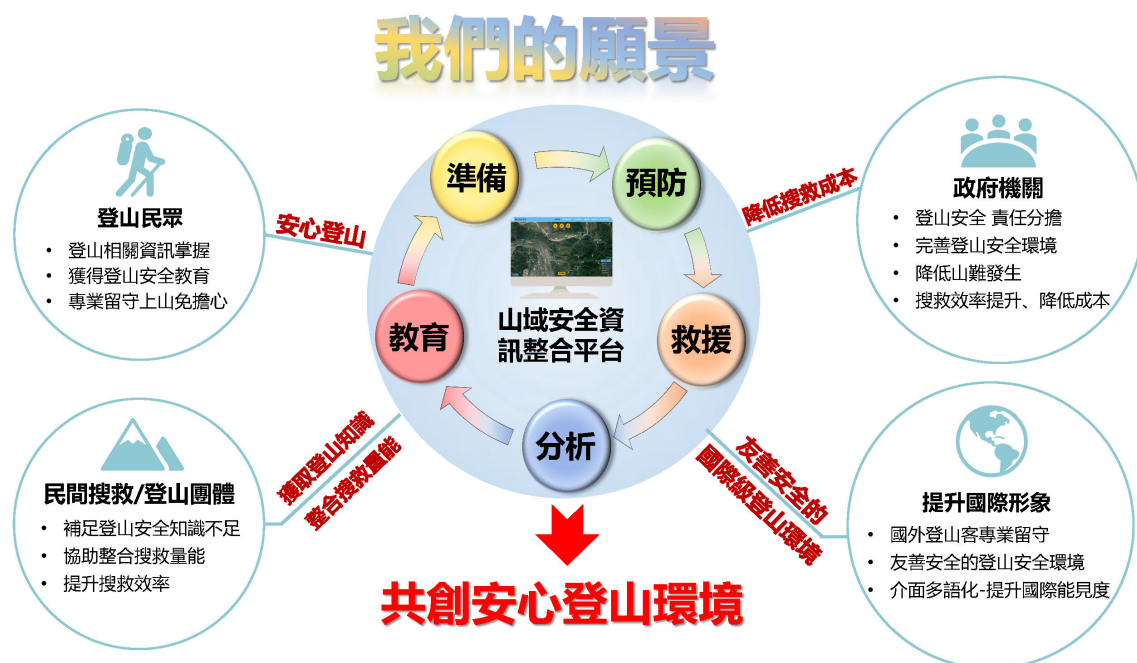 我們的願景
登山民眾
• 登山相關資訊掌握
• 獲得登山安全教育
• 專業留守上山免擔心
安心登山
準備
預防
救援
分析
教育
山域安全資
訊整合平台
降低搜救成本
政府機關
• 登山安全 責任分擔
• 完善登山安全環境
• 降低山難發生
• 搜救效率提升、降低成本
民間搜救/登山團體
• 補足登山安全知識不足
• 協助整合搜救量能
• 提升搜救效率
獲取登山知識
整合搜救量能
友善安全的
國際級登山環境
提升國際形象
• 國外登山客專業留守
• 友善安全的登山安全環境
• 介面多語化-提升國際能見度
共創安心登山環境